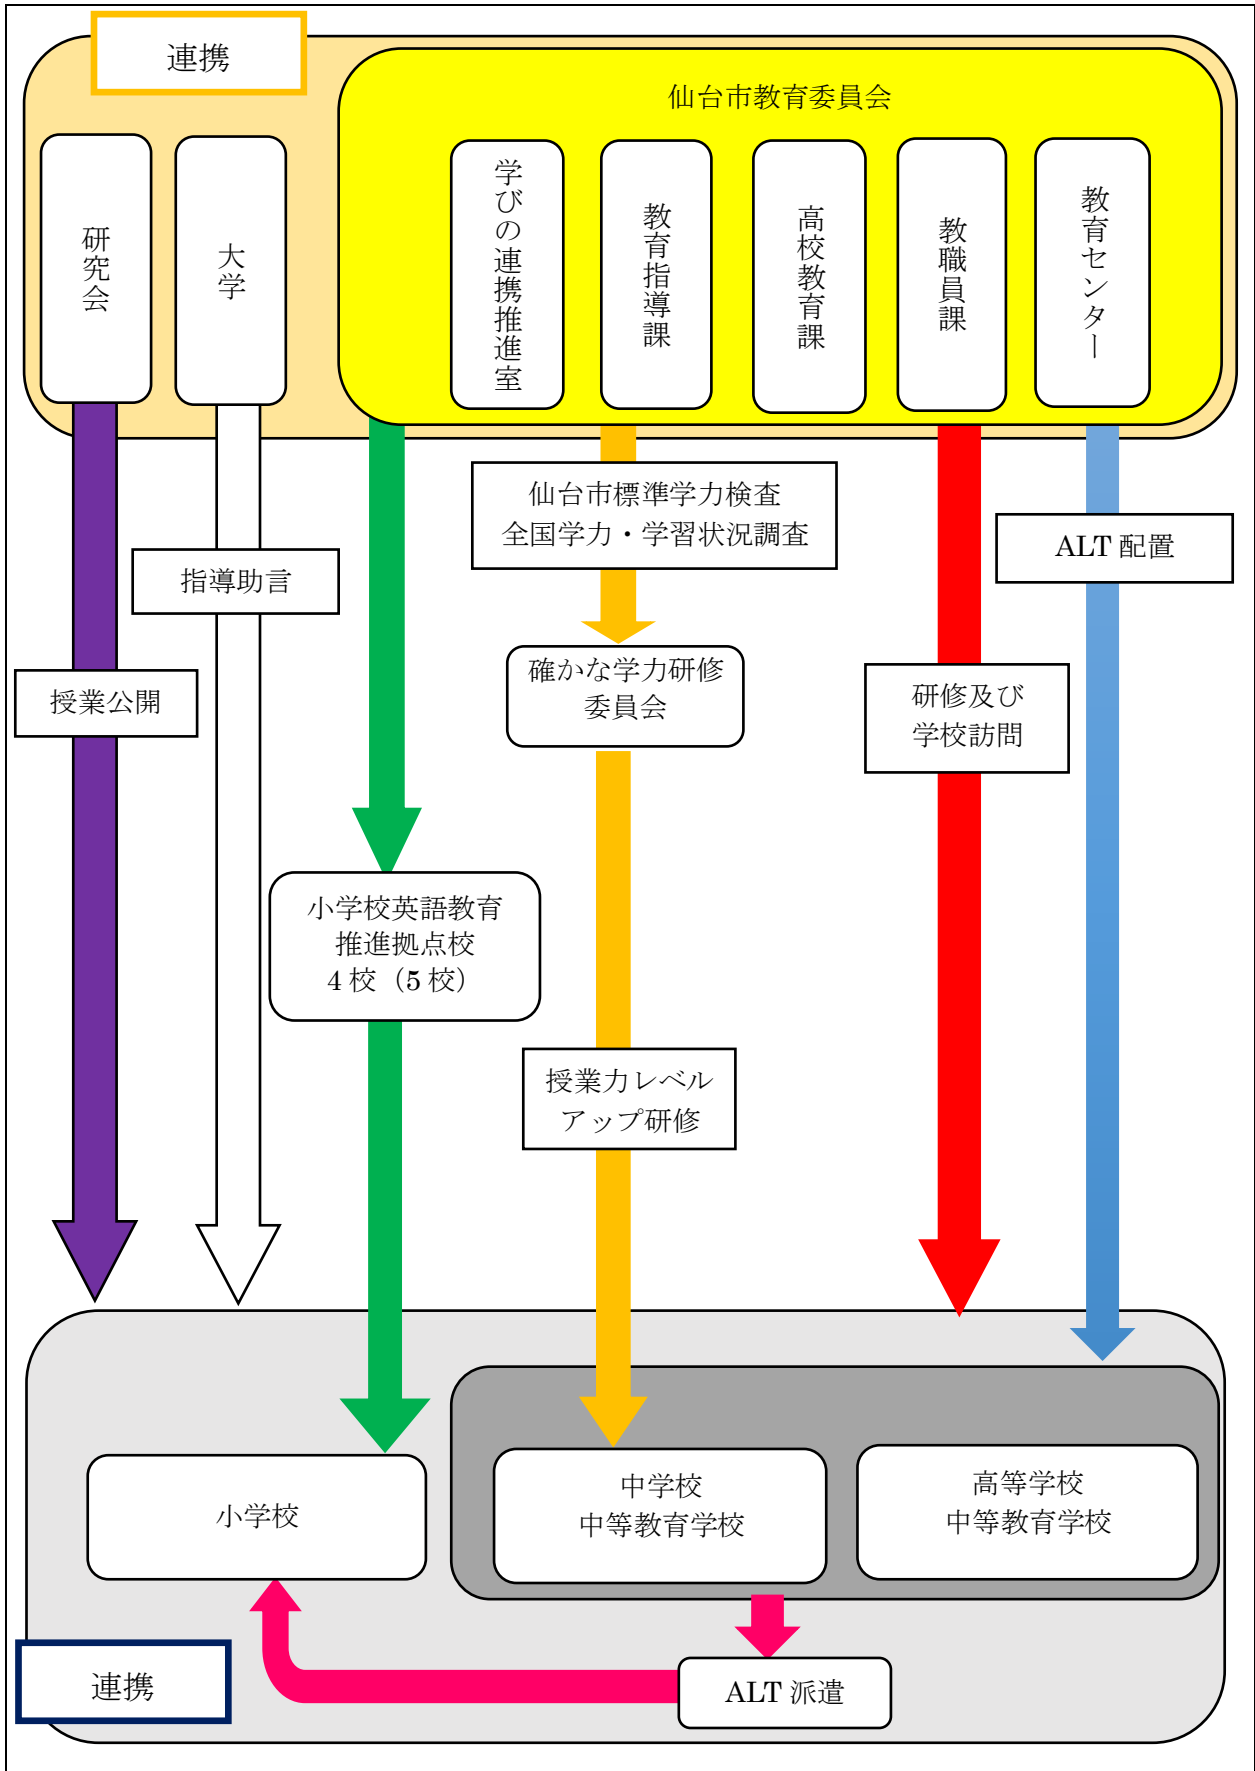 連携
仙台市教育委員会
研究会
大学
学びの連携推進室
教育指導課
高校教育課
教職員課
教育センター
仙台市標準学力検査
全国学力・学習状況調査
ALT 配置
指導助言
確かな学力研修
委員会
授業公開
研修及び
学校訪問
小学校英語教育
推進拠点校
4 校（5 校）
授業力レベル
アップ研修
小学校
中学校
中等教育学校
高等学校
中等教育学校
連携
ALT 派遣